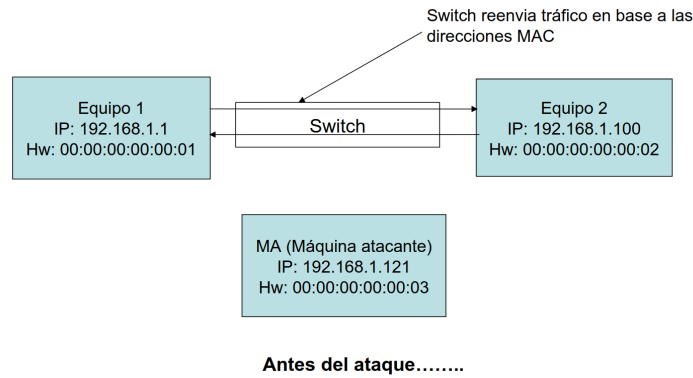 Switch reenvia tráfico en base a las
direcciones MAC
Equipo 1
IP: 192.168.1.1
Hw: 00:00:00:00:00:01
Switch
Equipo 2
IP: 192.168.1.100
Hw: 00:00:00:00:00:02
MA (Máquina atacante)
IP: 192.168.1.121
Hw: 00:00:00:00:00:03
Antes del ataque……..